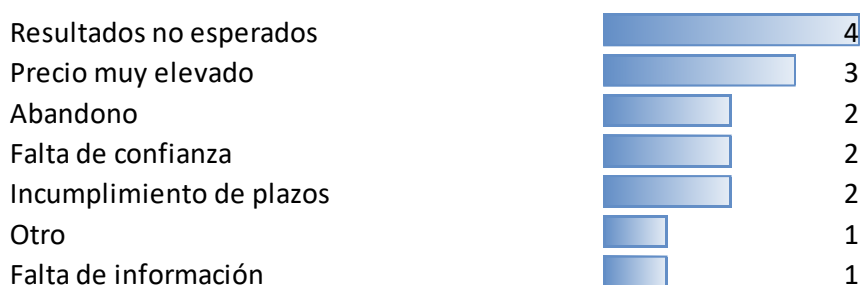 Resultados no esperados 4
Precio muy elevado 3
Abandono 2
Falta de confianza 2
Incumplimiento de plazos 2
Otro 1
Falta de información 1